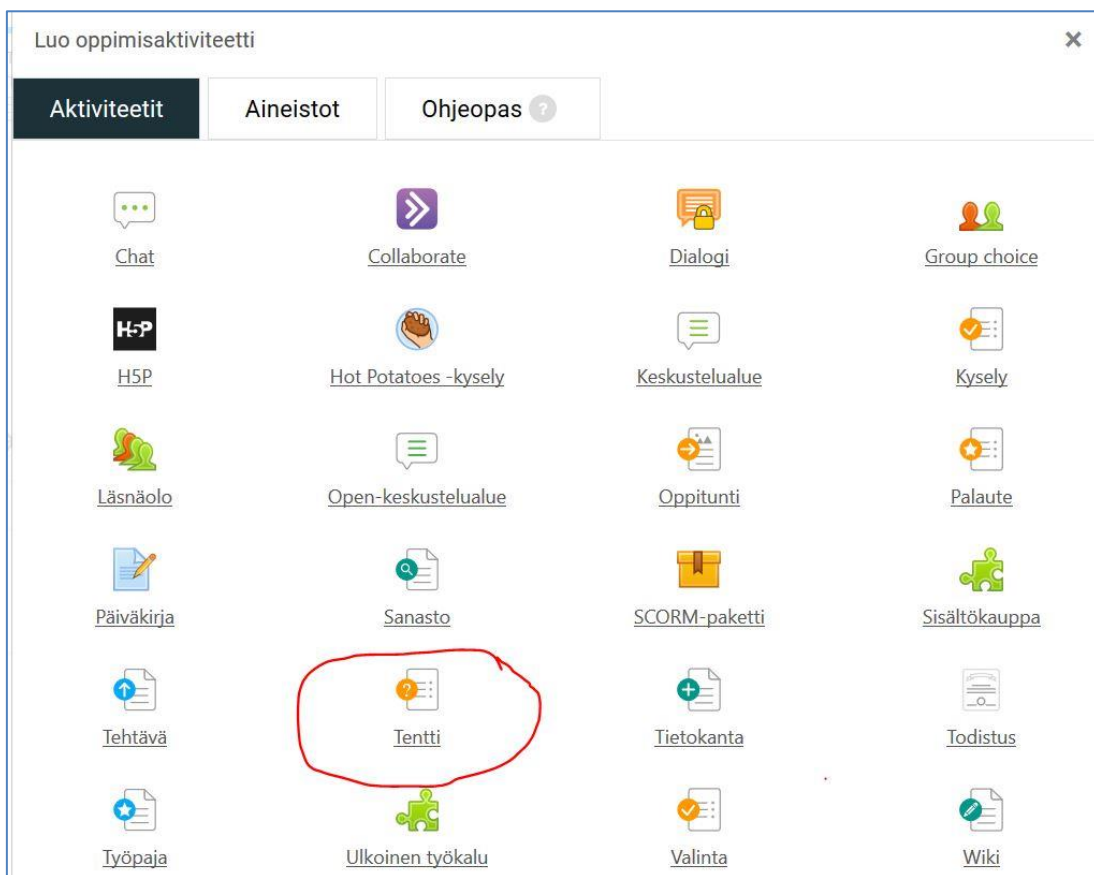 Luo oppimisaktiviteetti
Aktiviteetit Aineistot Ohjeopas ?
Chat Collaborate Dialogi Group choice
H5P
H5P Hot Potatoes -kysely Keskustelualue Kysely
Läsnäolo Open-keskustelualue Oppitunti Palaute
Päiväkirja Sanasto SCORM-paketti Sisältökauppa
Tehtävä Tentti Tietokanta Todistus
Työpaja Ulkoinen työkalu Valinta Wiki